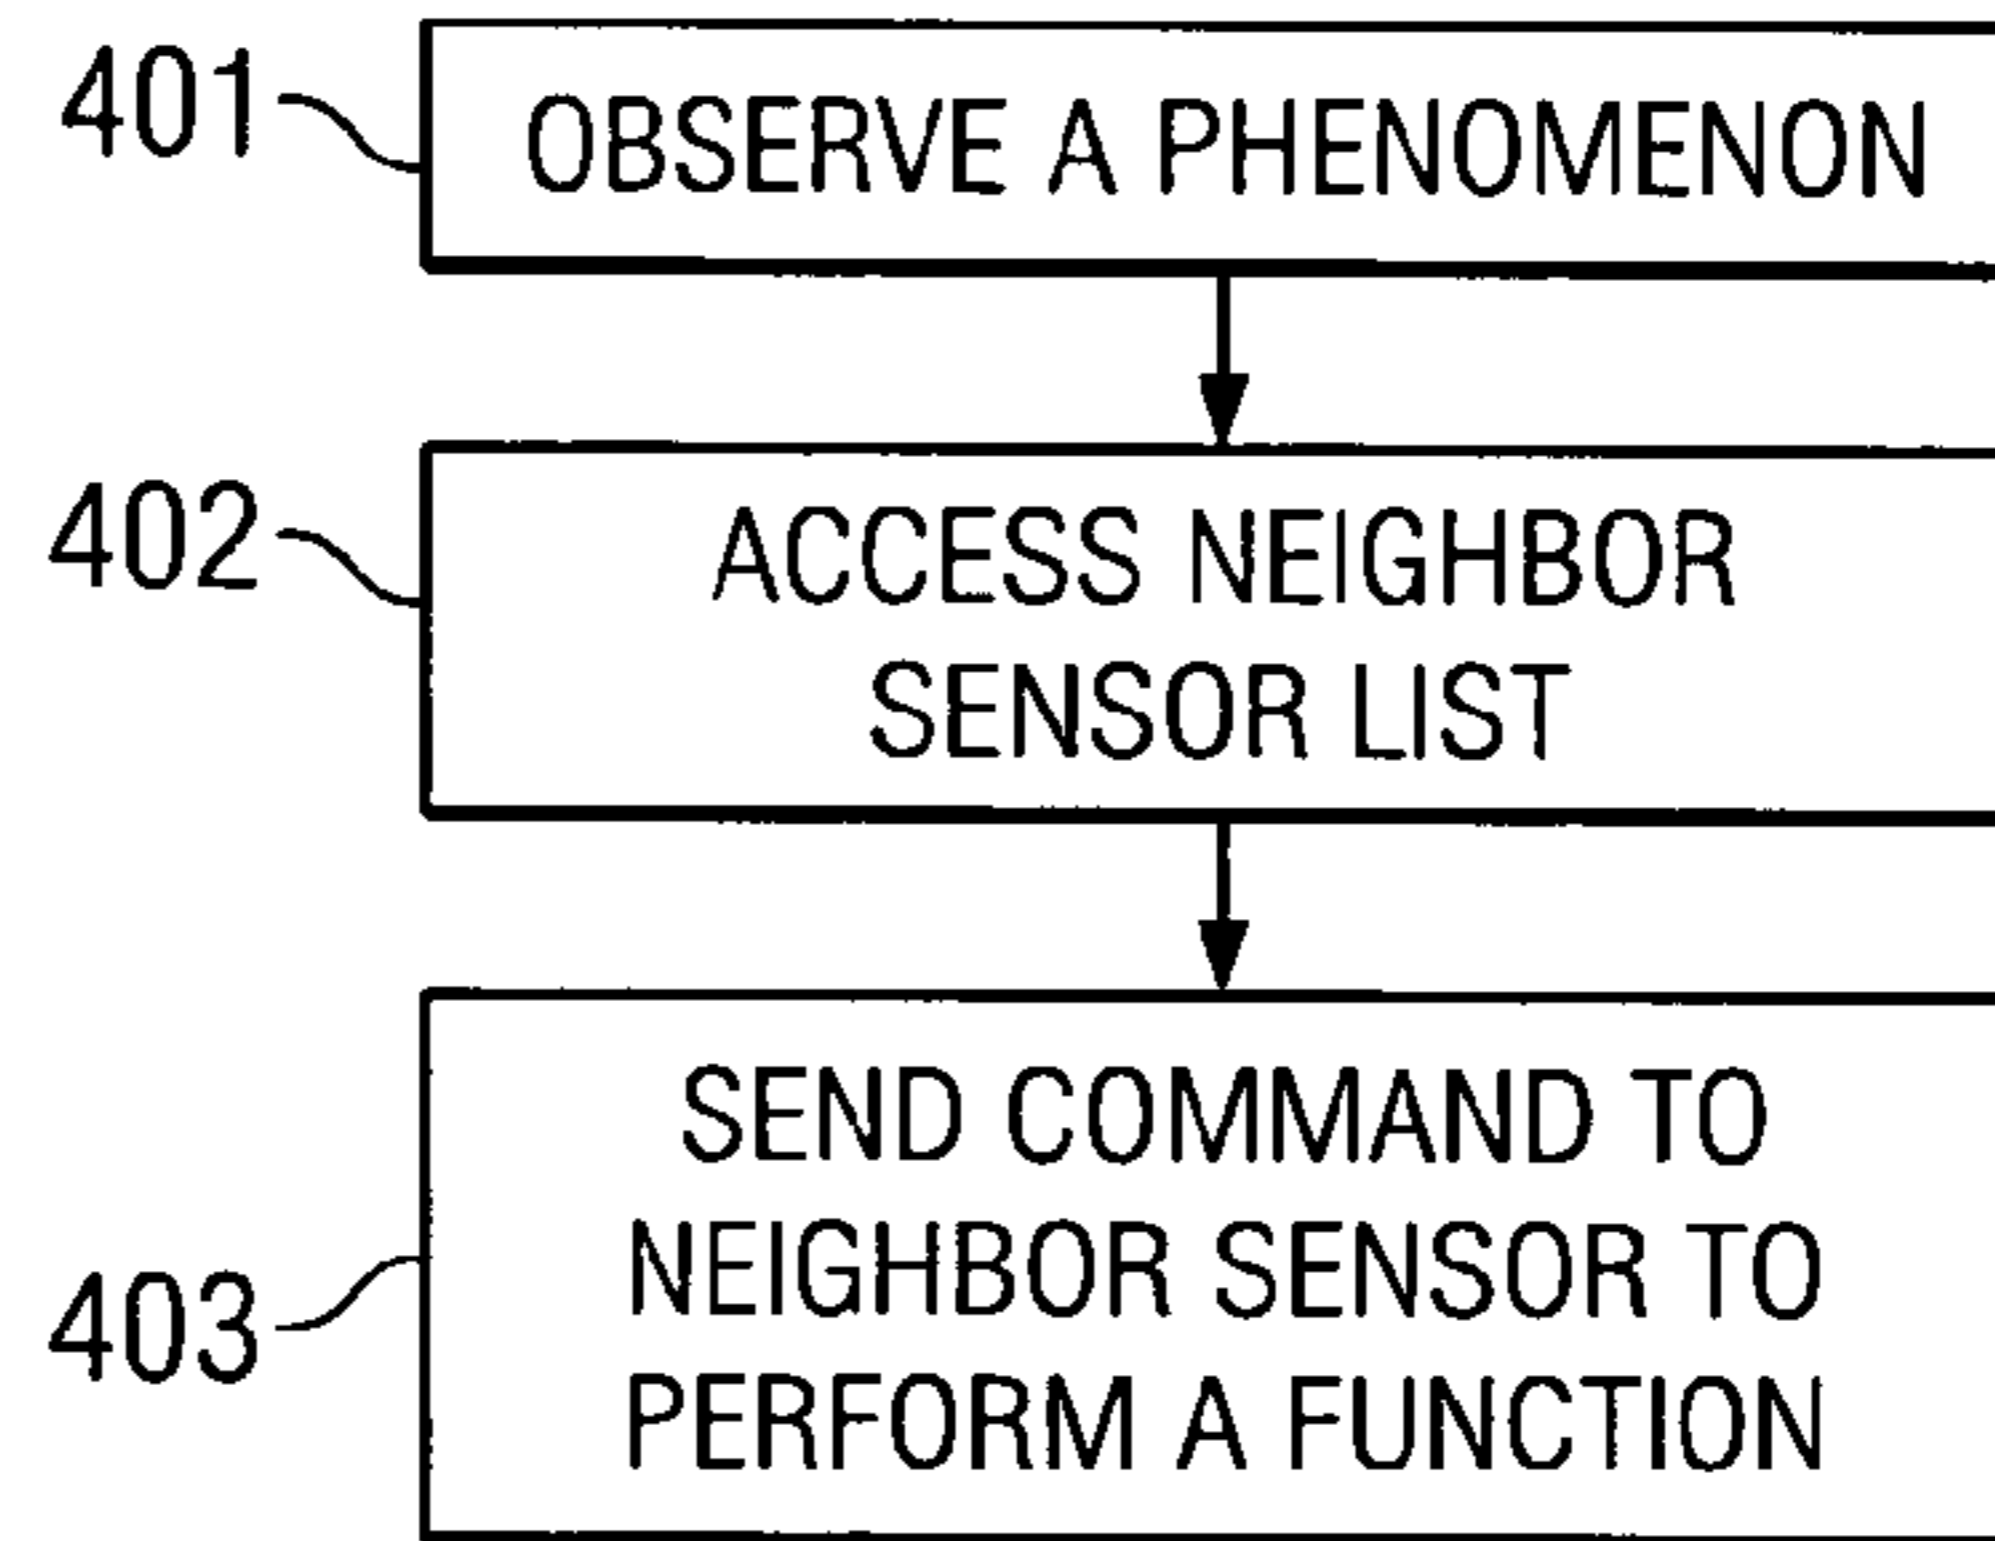 401
OBSERVE A PHENOMENON
402
ACCESS NEIGHBOR
SENSOR LIST
403
SEND COMMAND TO
NEIGHBOR SENSOR TO
PERFORM A FUNCTION